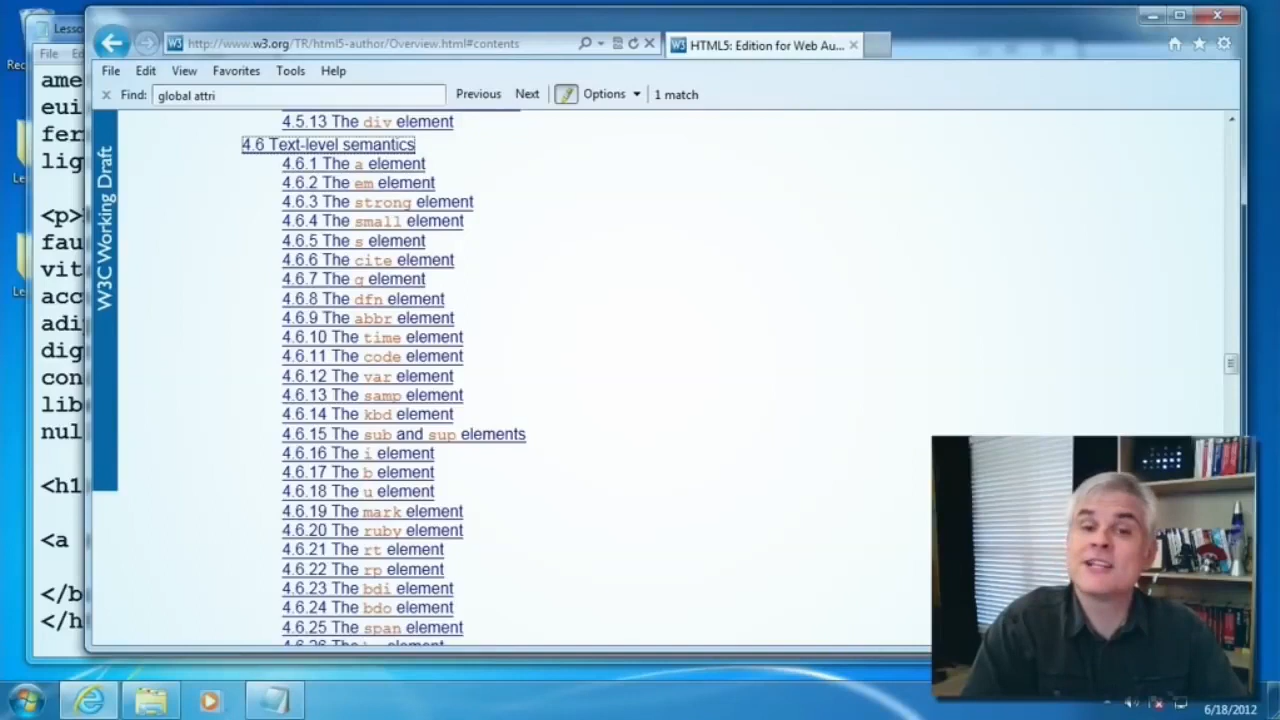 Lesso
http://www.w3.org/TR/html5-author/Overview.html#contents
HTML5: Edition for Web Au...
File Edit View Favorites Tools Help
File Ed
Find: global attri Previous Next Options 1 match
Rec
ame
eui
fer
lig
<p>
fau
vit
acc
adi
dig
con
lib
nul
<h1
<a
</b
</h
Le
Le
W3C Working Draft
4.5.13 The div element
4.6 Text-level semantics
4.6.1 The a element
4.6.2 The em element
4.6.3 The strong element
4.6.4 The small element
4.6.5 The s element
4.6.6 The cite element
4.6.7 The q element
4.6.8 The dfn element
4.6.9 The abbr element
4.6.10 The time element
4.6.11 The code element
4.6.12 The var element
4.6.13 The samp element
4.6.14 The kbd element
4.6.15 The sub and sup elements
4.6.16 The i element
4.6.17 The b element
4.6.18 The u element
4.6.19 The mark element
4.6.20 The ruby element
4.6.21 The rt element
4.6.22 The rp element
4.6.23 The bdi element
4.6.24 The bdo element
4.6.25 The span element
6/18/2012